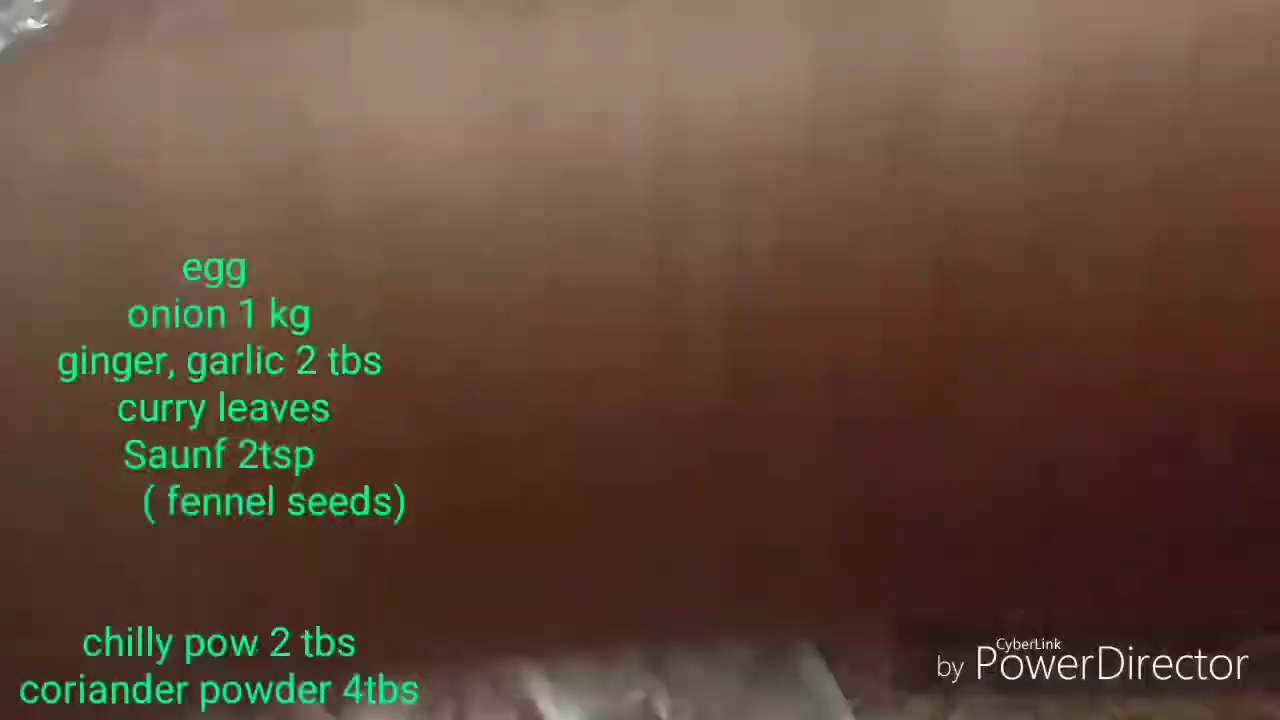 egg
onion 1 kg
ginger, garlic 2 tbs
curry leaves
Saunf 2tsp
( fennel seeds)
chilly pow 2 tbs
coriander powder 4tbs
CyberLink
by PowerDirector